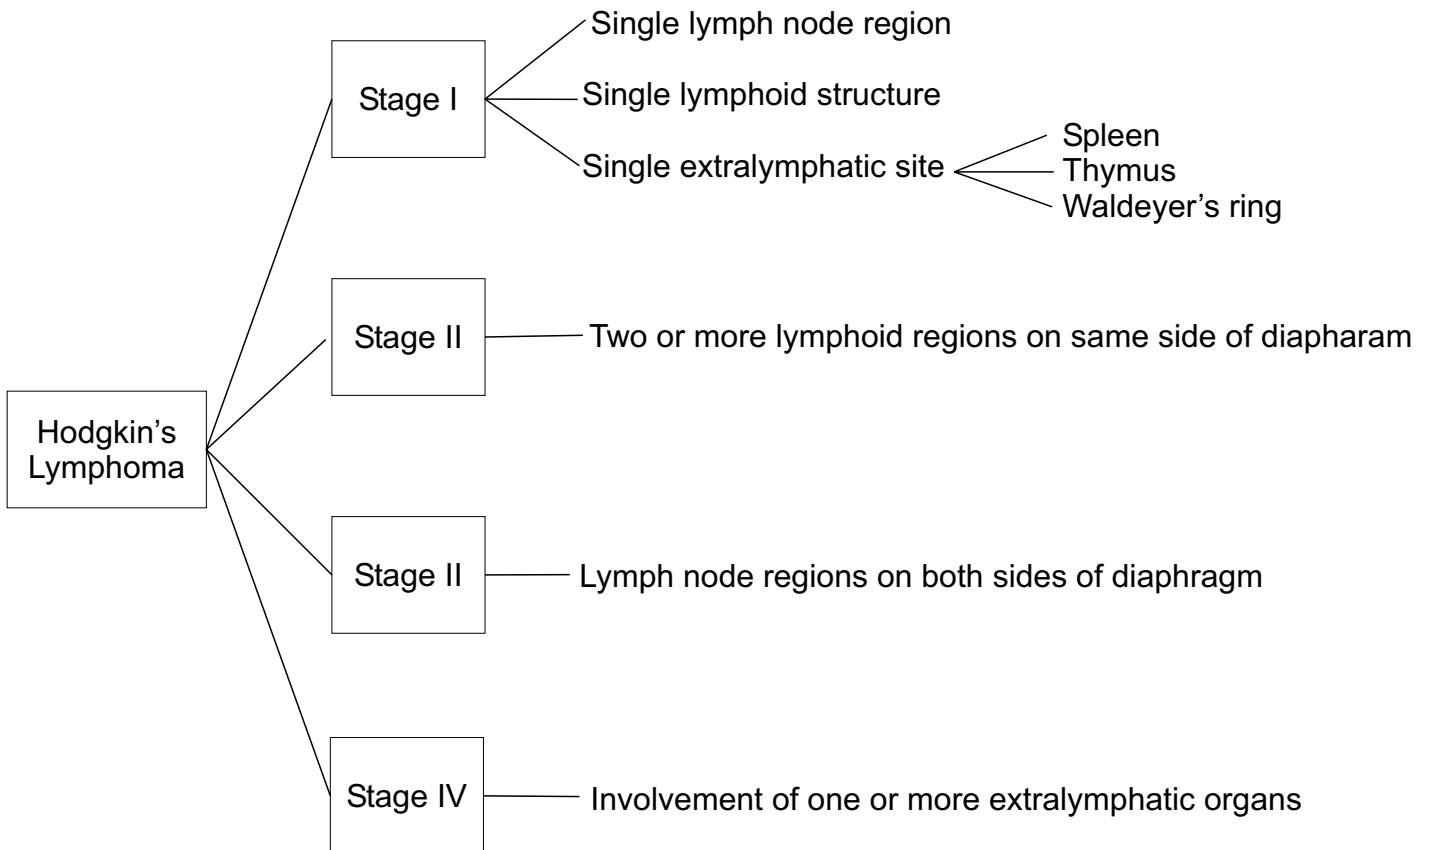 Single lymph node region
Stage I
Single lymphoid structure
Single extralymphatic site
Spleen
Thymus
Waldeyer’s ring
Stage II
Two or more lymphoid regions on same side of diapharam
Hodgkin’s
Lymphoma
Stage II
Lymph node regions on both sides of diaphragm
Stage IV
Involvement of one or more extralymphatic organs